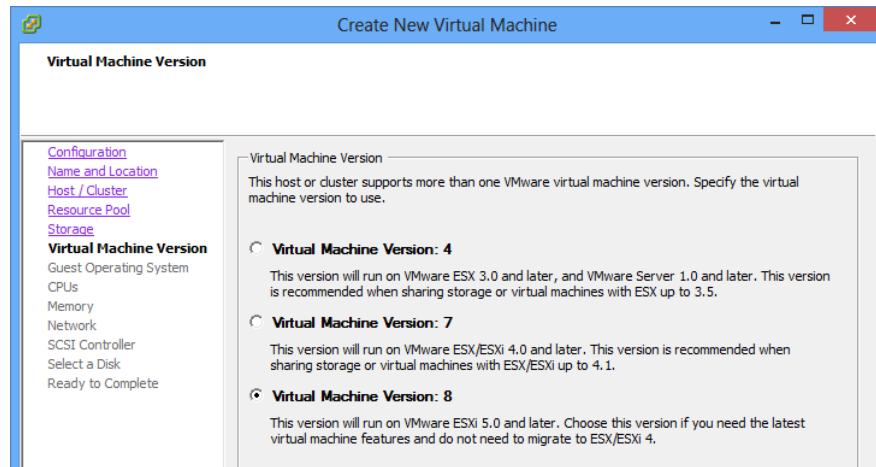 Create New Virtual Machine
Virtual Machine Version
Configuration
Name and Location
Host / Cluster
Resource Pool
Storage
Virtual Machine Version
Guest Operating System
CPUs
Memory
Network
SCSI Controller
Select a Disk
Ready to Complete
Virtual Machine Version
This host or cluster supports more than one VMware virtual machine version. Specify the virtual
machine version to use.
Virtual Machine Version: 4
This version will run on VMware ESX 3.0 and later, and VMware Server 1.0 and later. This version
is recommended when sharing storage or virtual machines with ESX up to 3.5.
Virtual Machine Version: 7
This version will run on VMware ESX/ESXi 4.0 and later. This version is recommended when
sharing storage or virtual machines with ESX/ESXi up to 4.1.
Virtual Machine Version: 8
This version will run on VMware ESXi 5.0 and later. Choose this version if you need the latest
virtual machine features and do not need to migrate to ESX/ESXi 4.